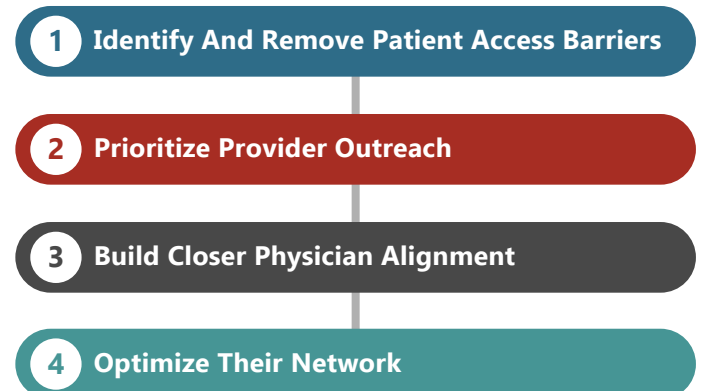 1 Identify And Remove Patient Access Barriers
2 Prioritize Provider Outreach
3 Build Closer Physician Alignment
4 Optimize Their Network